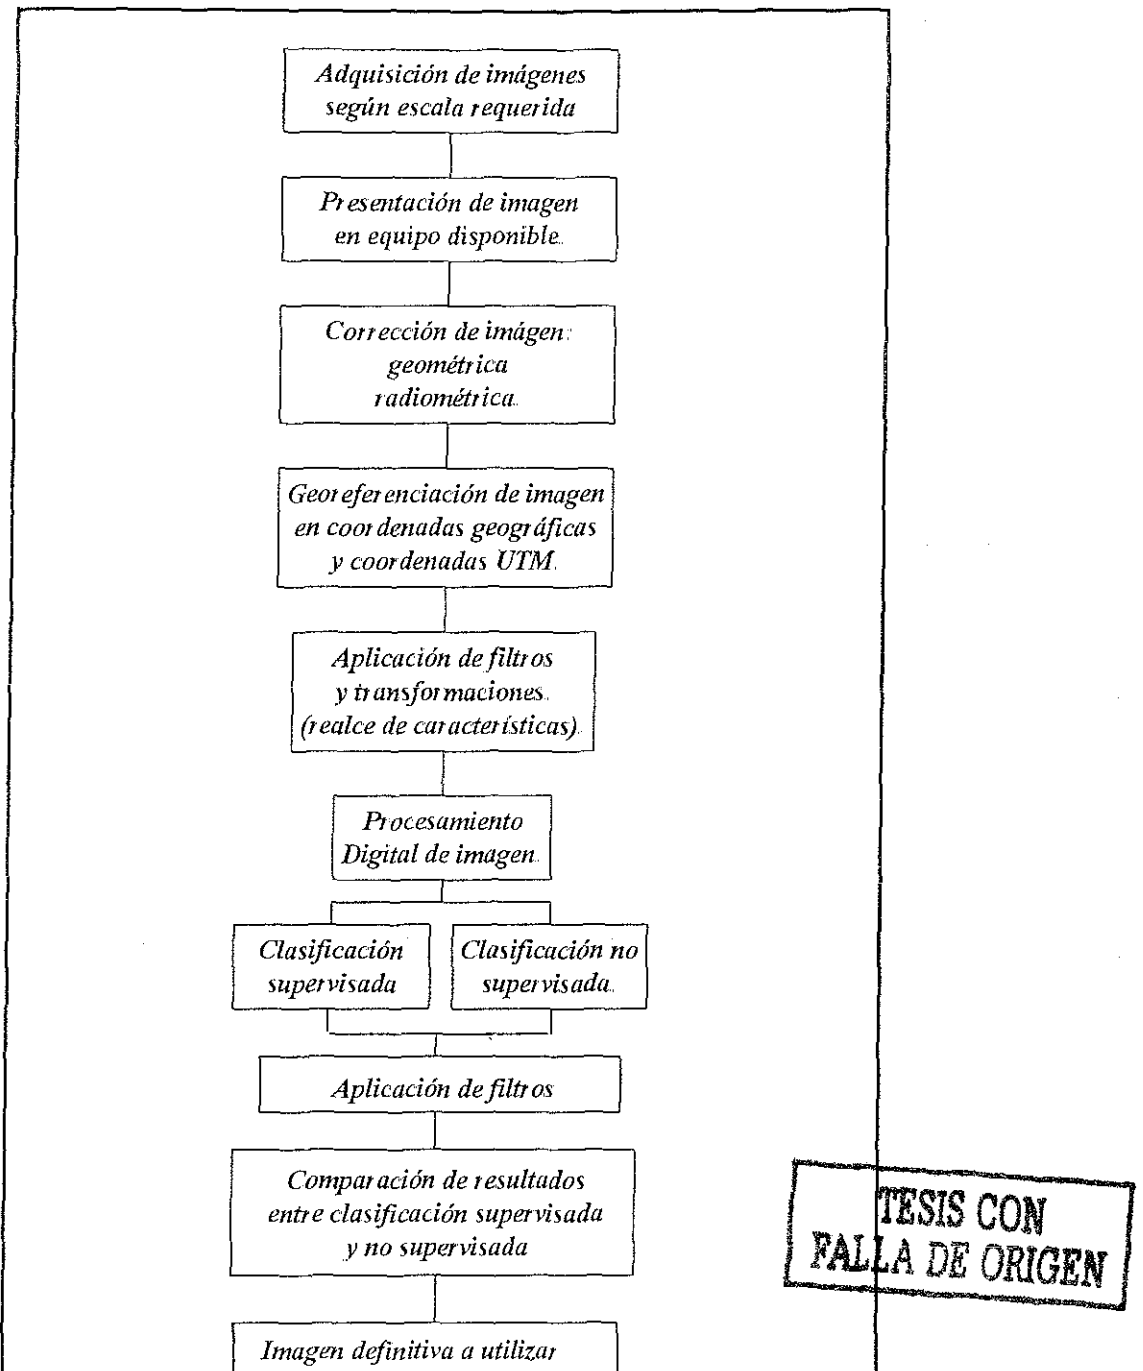 Adquisición de imágenes
según escala requerida
Presentación de imagen
en equipo disponible.
Corrección de imágen:
geométrica
radiométrica.
Georeferenciación de imagen
en coordenadas geográficas
y coordenadas UTM.
Aplicación de filtros
y transformaciones.
(realce de características).
Procesamiento
Digital de imagen.
Clasificación
supervisada
Clasificación no
supervisada.
Aplicación de filtros
Comparación de resultados
entre clasificación supervisada
y no supervisada
TESIS CON
FALLA DE ORIGEN
Imagen definitiva a utilizar